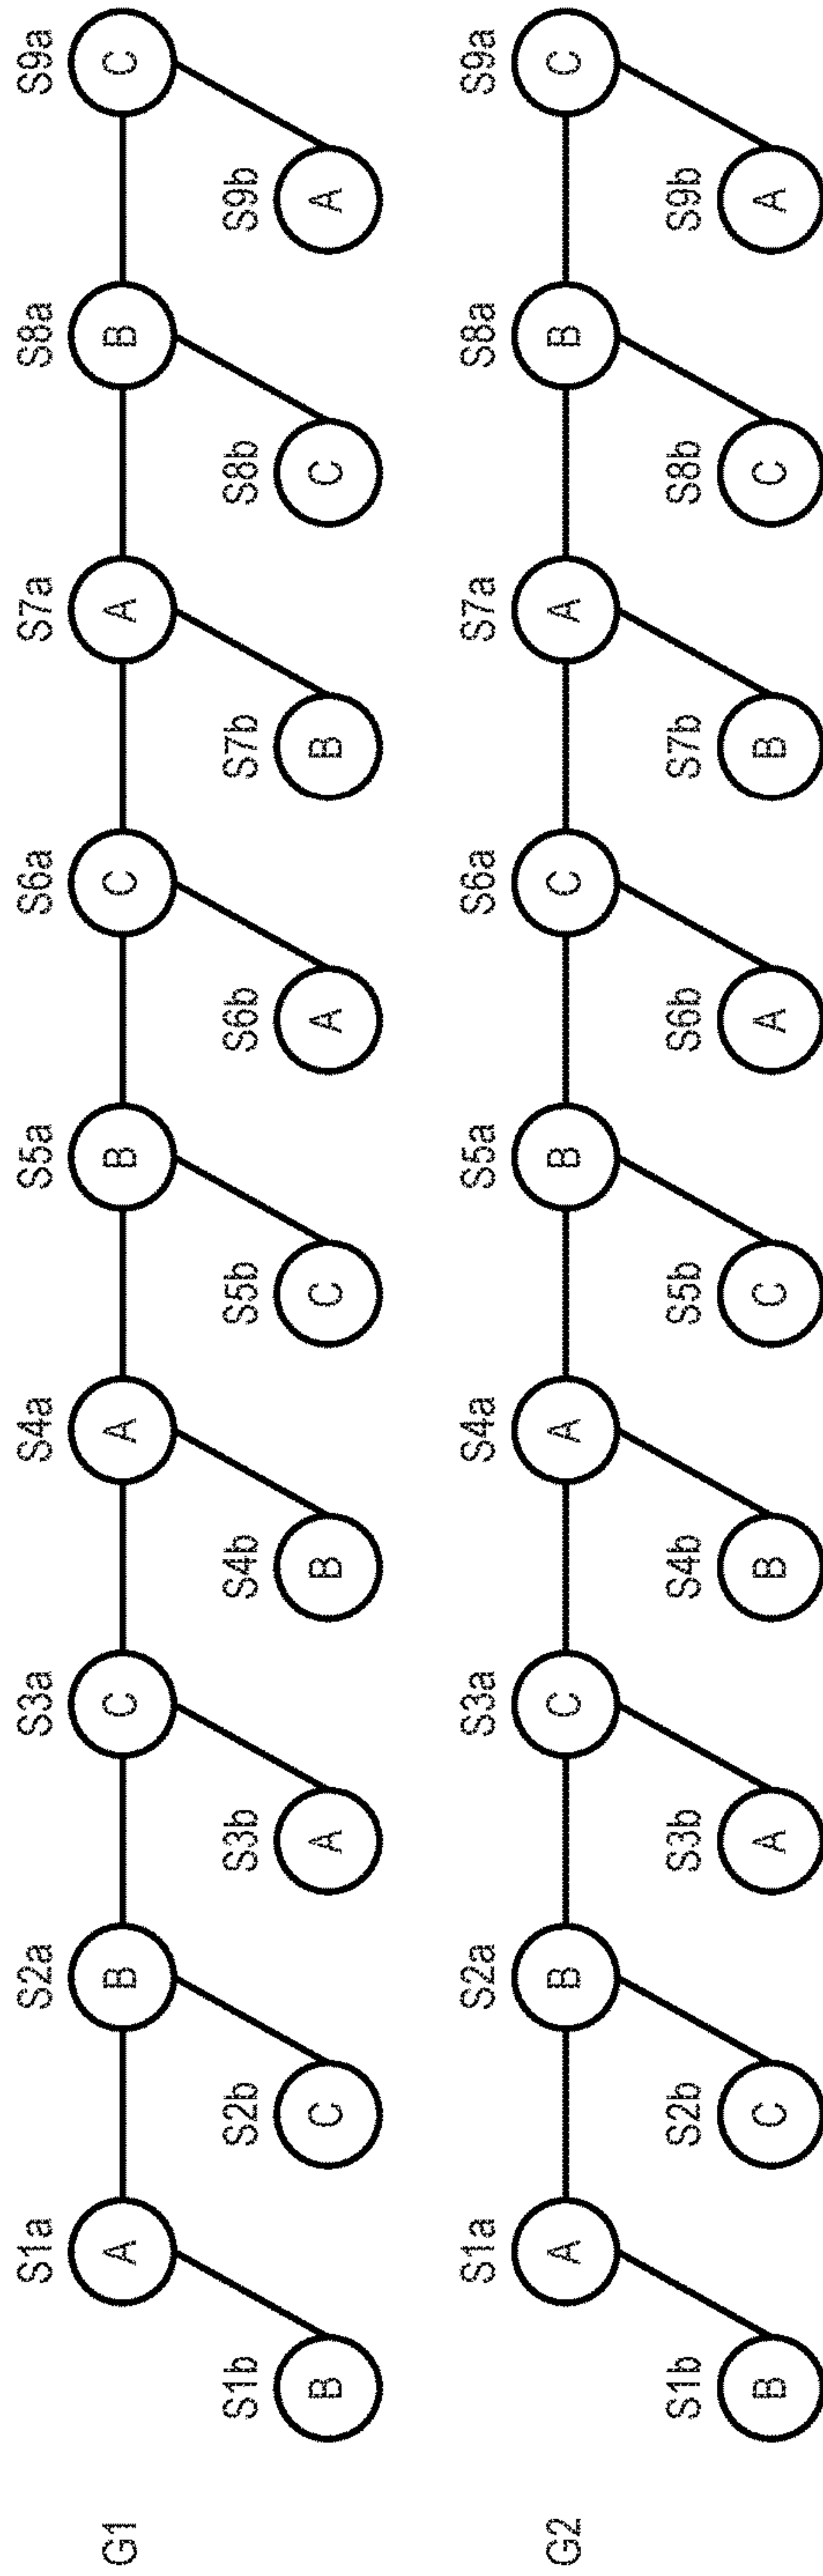 S1a S2a S3a S4a S5a S6a S7a S8a S9a
G1 A B C A B C A B C
S1b S2b S3b S4b S5b S6b S7b S8b S9b
B C A B C A B C A
S1a S2a S3a S4a S5a S6a S7a S8a S9a
G2 A B C A B C A B C
S1b S2b S3b S4b S5b S6b S7b S8b S9b
B C A B C A B C A